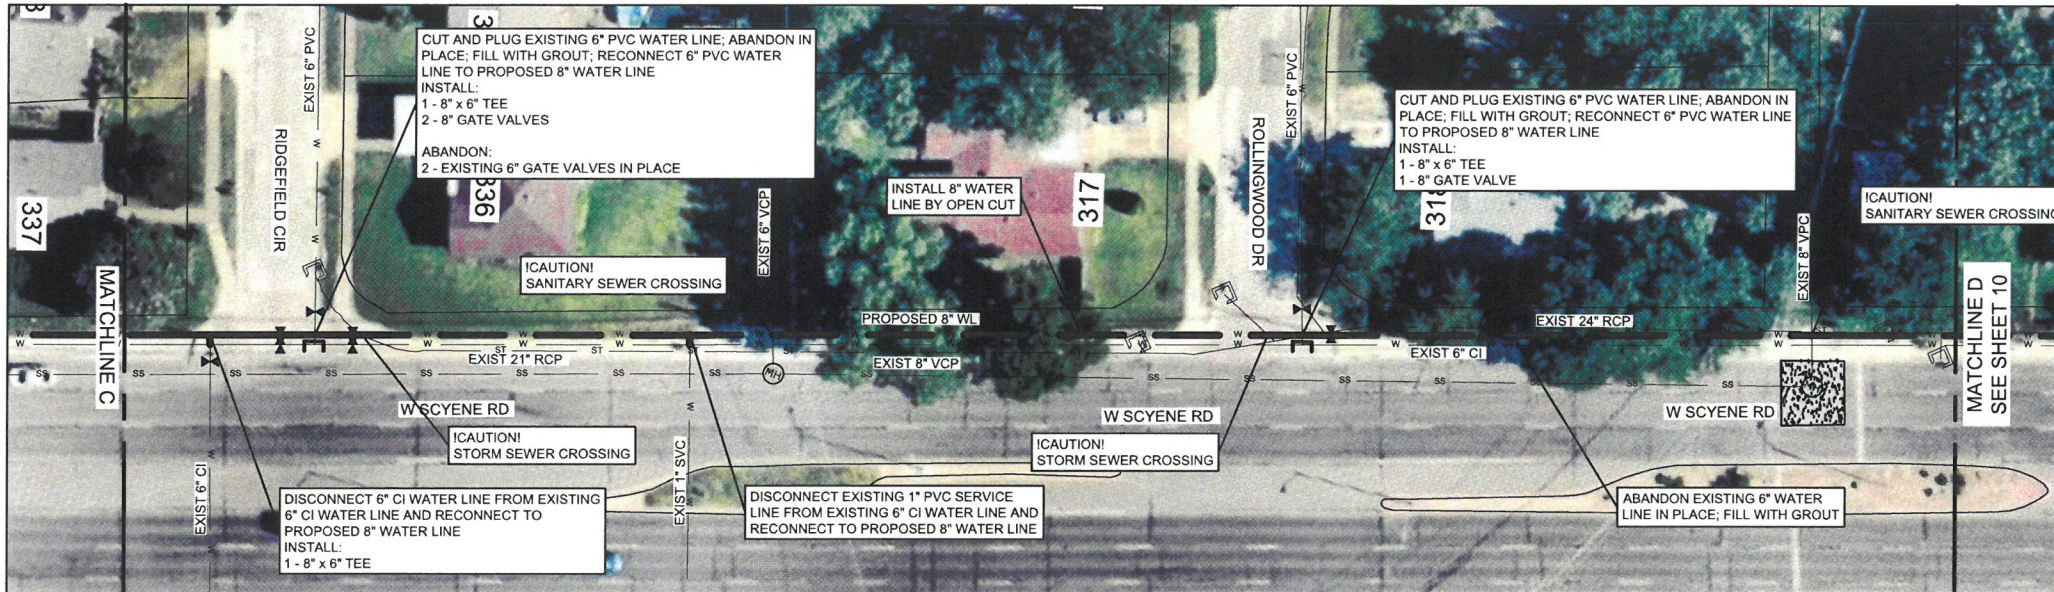 CUT AND PLUG EXISTING 6" PVC WATER LINE; ABANDON IN
PLACE; FILL WITH GROUT; RECONNECT 6" PVC WATER
LINE TO PROPOSED 8" WATER LINE
INSTALL:
1 - 8" x 6" TEE
2 - 8" GATE VALVES
ABANDON:
2 - EXISTING 6" GATE VALVES IN PLACE
EXIST 6" PVC
RIDGEFIELD CIR
337
336
MATCHLINE C
!CAUTION!
SANITARY SEWER CROSSING
EXIST 6" VCP
INSTALL 8" WATER
LINE BY OPEN CUT
317
ROLLINGWOOD DR
EXIST 6" PVC
CUT AND PLUG EXISTING 6" PVC WATER LINE; ABANDON IN
PLACE; FILL WITH GROUT; RECONNECT 6" PVC WATER LINE
TO PROPOSED 8" WATER LINE
INSTALL:
1 - 8" x 6" TEE
1 - 8" GATE VALVE
EXIST 8" VPC
!CAUTION!
SANITARY SEWER CROSSING
MATCHLINE D
SEE SHEET 10
PROPOSED 8" WL
EXIST 24" RCP
EXIST 21" RCP
EXIST 8" VCP
EXIST 6" CI
MH
W SCYENE RD
W SCYENE RD
W SCYENE RD
!CAUTION!
STORM SEWER CROSSING
!CAUTION!
STORM SEWER CROSSING
EXIST 6" CI
DISCONNECT 6" CI WATER LINE FROM EXISTING
6" CI WATER LINE AND RECONNECT TO
PROPOSED 8" WATER LINE
INSTALL:
1 - 8" x 6" TEE
EXIST 1" SVC
DISCONNECT EXISTING 1" PVC SERVICE
LINE FROM EXISTING 6" CI WATER LINE AND
RECONNECT TO PROPOSED 8" WATER LINE
ABANDON EXISTING 6" WATER
LINE IN PLACE; FILL WITH GROUT